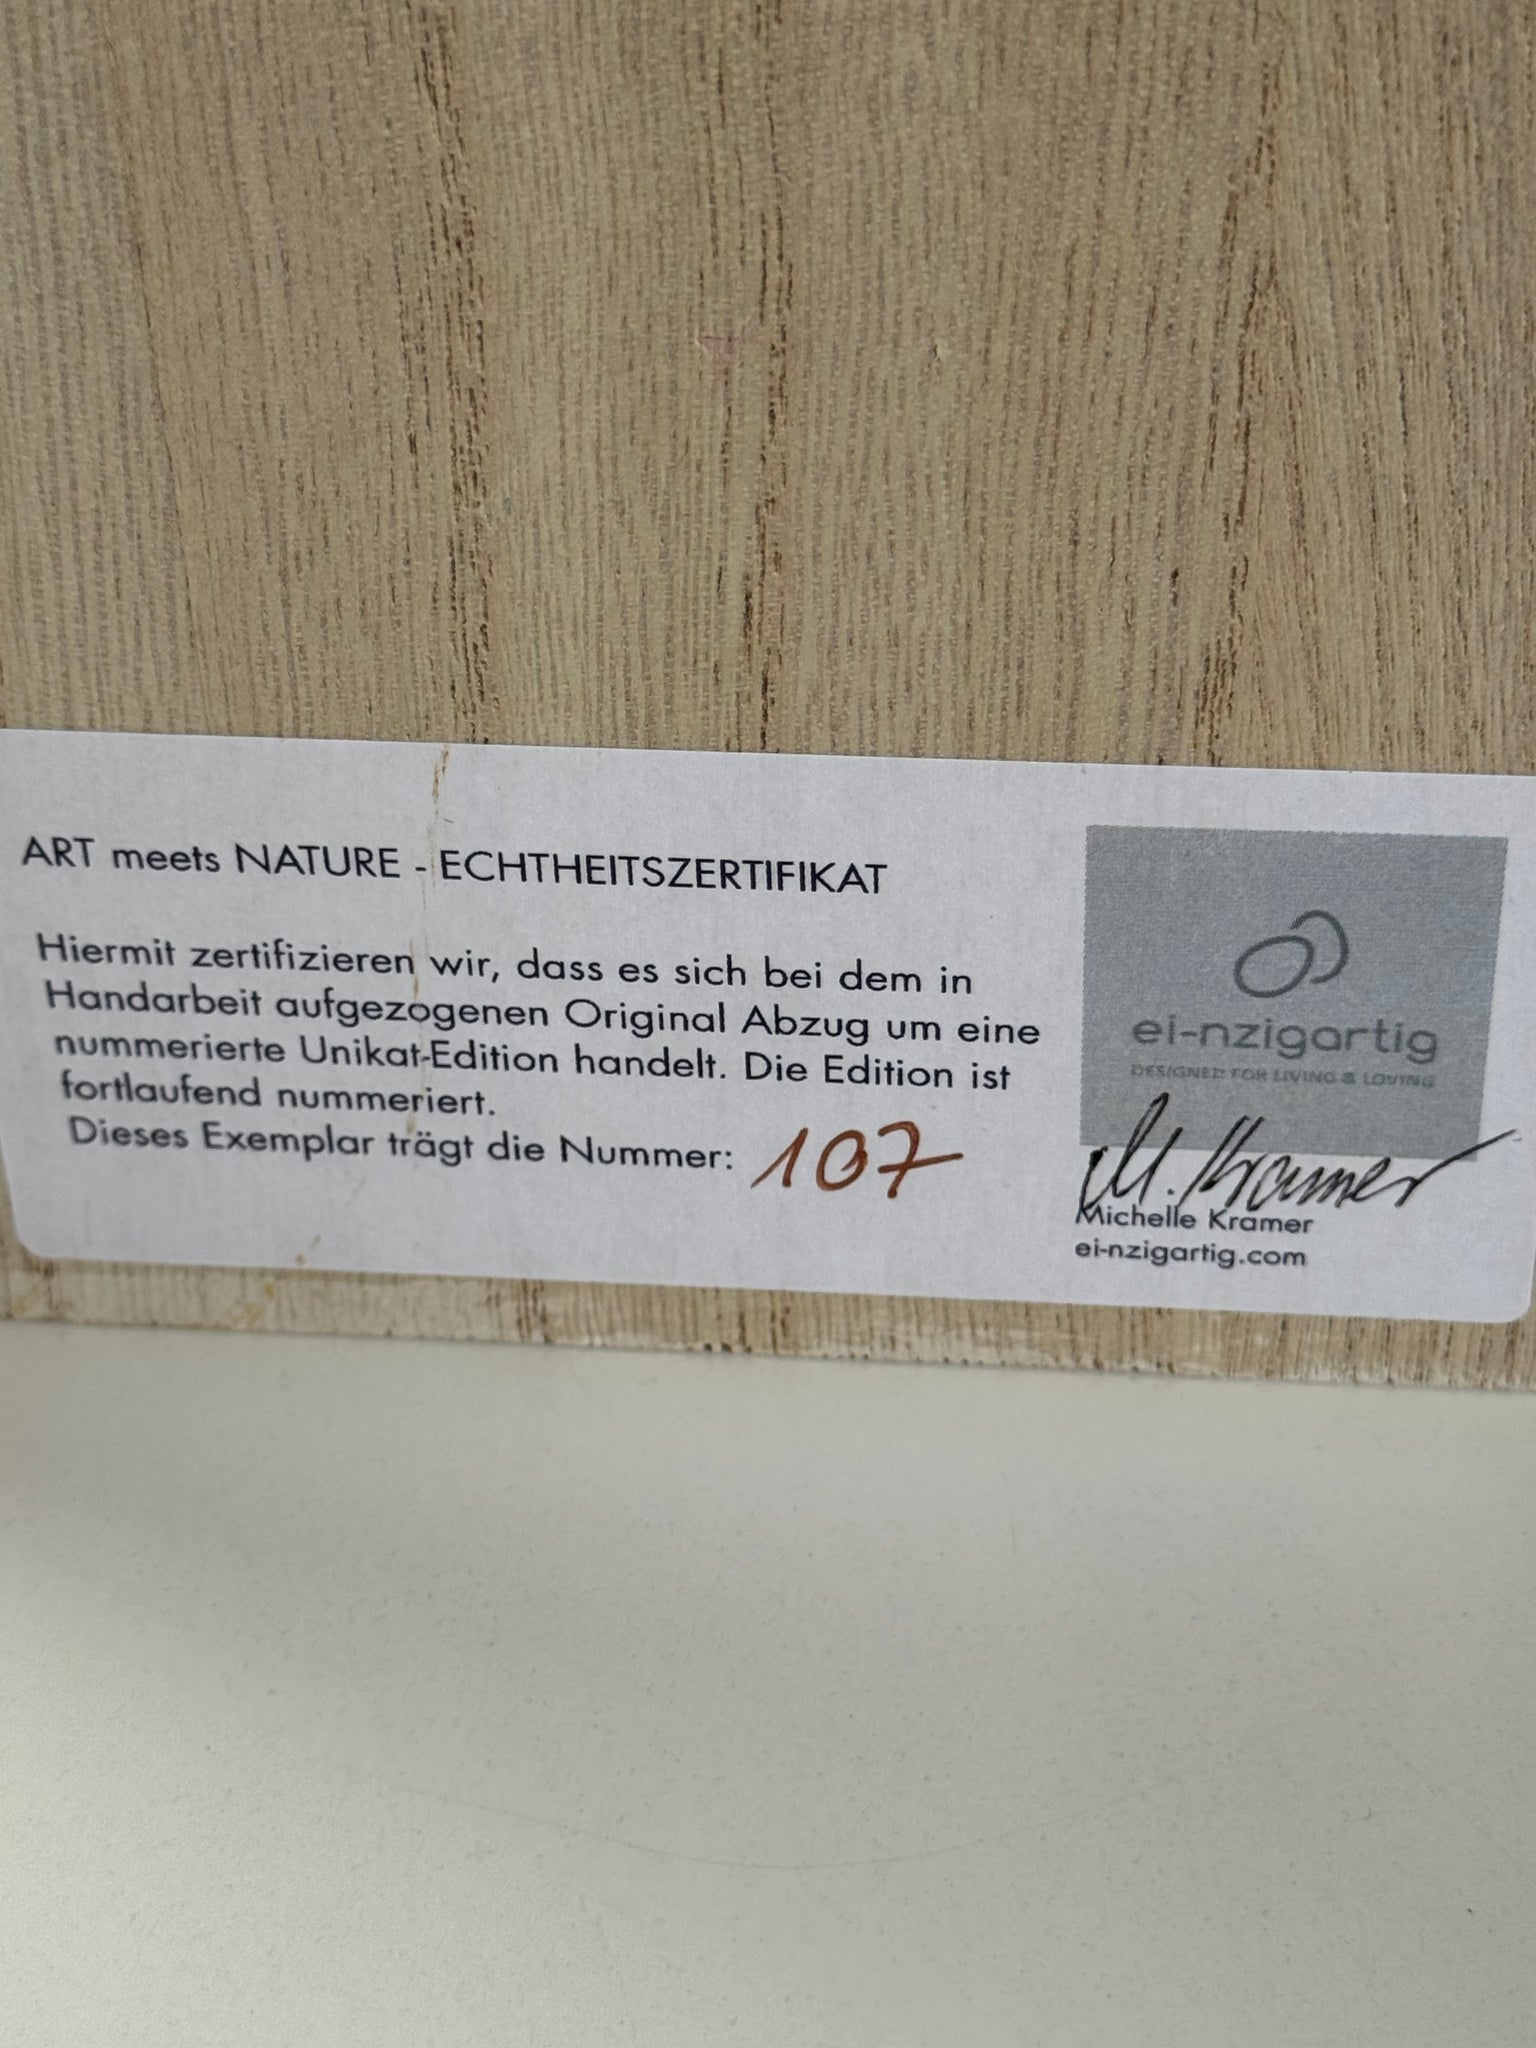 ART meets NATURE - ECHTHEITSZERTIFIKAT
Hiermit zertifizieren wir, dass es sich bei dem in
Handarbeit aufgezogenen Original Abzug um eine
nummerierte Unikat-Edition handelt. Die Edition ist
fortlaufend nummeriert.
Dieses Exemplar trägt die Nummer: 107
ei-nzigartig
DESIGNED FOR LIVING & LOVING
M. Kramer
Michelle Kramer
ei-nzigartig.com